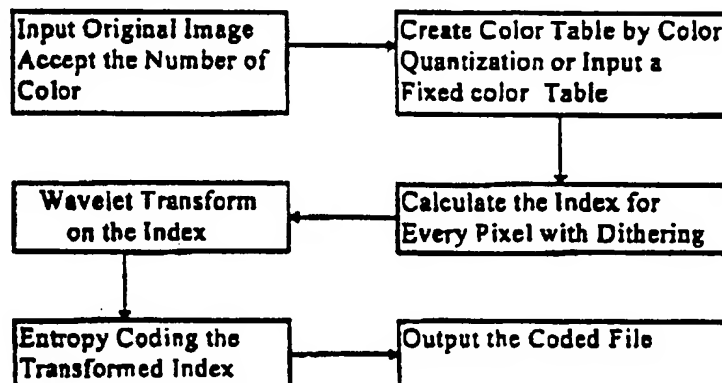 Input Original Image
Accept the Number of
Color
Create Color Table by Color
Quantization or Input a
Fixed color Table
Wavelet Transform
on the Index
Calculate the Index for
Every Pixel with Dithering
Entropy Coding the
Transformed Index
Output the Coded File